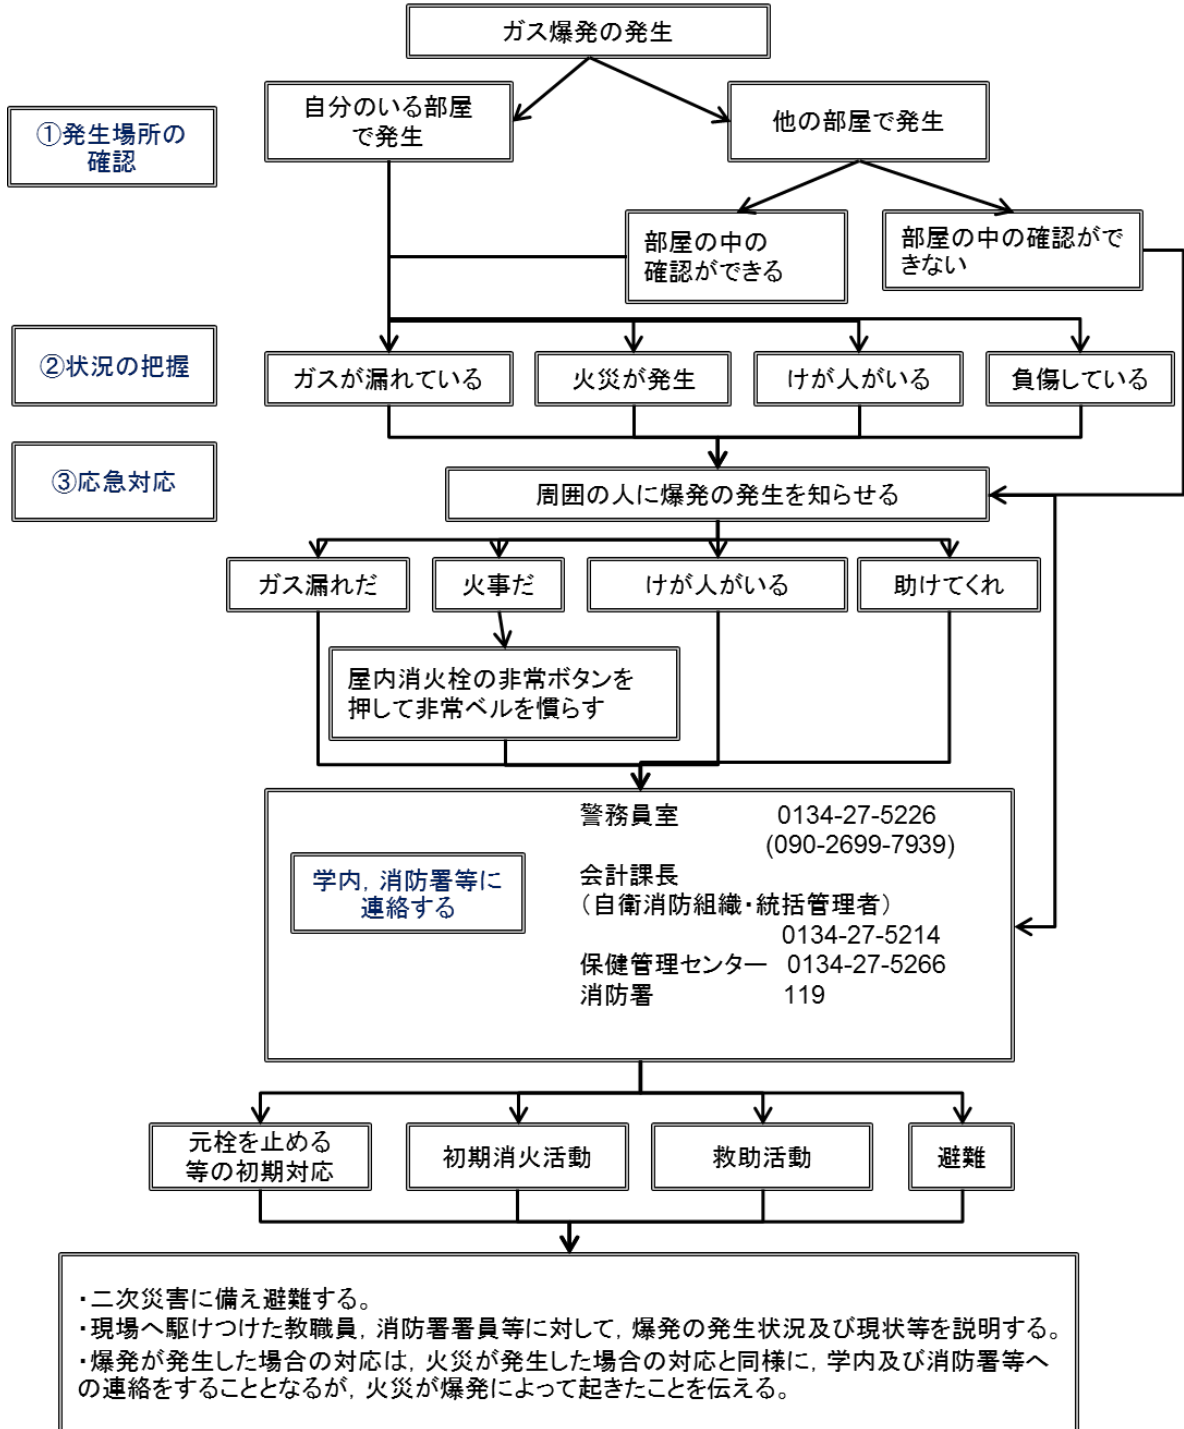 ガス爆発の発生
①発生場所の
確認
自分のいる部屋
で発生
他の部屋で発生
部屋の中の
確認ができる
部屋の中の確認がで
きない
②状況の把握
ガスが漏れている
火災が発生
けが人がいる
負傷している
③応急対応
周囲の人に爆発の発生を知らせる
ガス漏れだ
火事だ
けが人がいる
助けてくれ
屋内消火栓の非常ボタンを
押して非常ベルを慣らす
学内，消防署等に
連絡する
警務員室 0134-27-5226
(090-2699-7939)
会計課長
（自衛消防組織・統括管理者）
0134-27-5214
保健管理センター 0134-27-5266
消防署 119
元栓を止める
等の初期対応
初期消火活動
救助活動
避難
・二次災害に備え避難する。
・現場へ駆けつけた教職員，消防署署員等に対して，爆発の発生状況及び現状等を説明する。
・爆発が発生した場合の対応は，火災が発生した場合の対応と同様に，学内及び消防署等へ
の連絡をすることとなるが，火災が爆発によって起きたことを伝える。